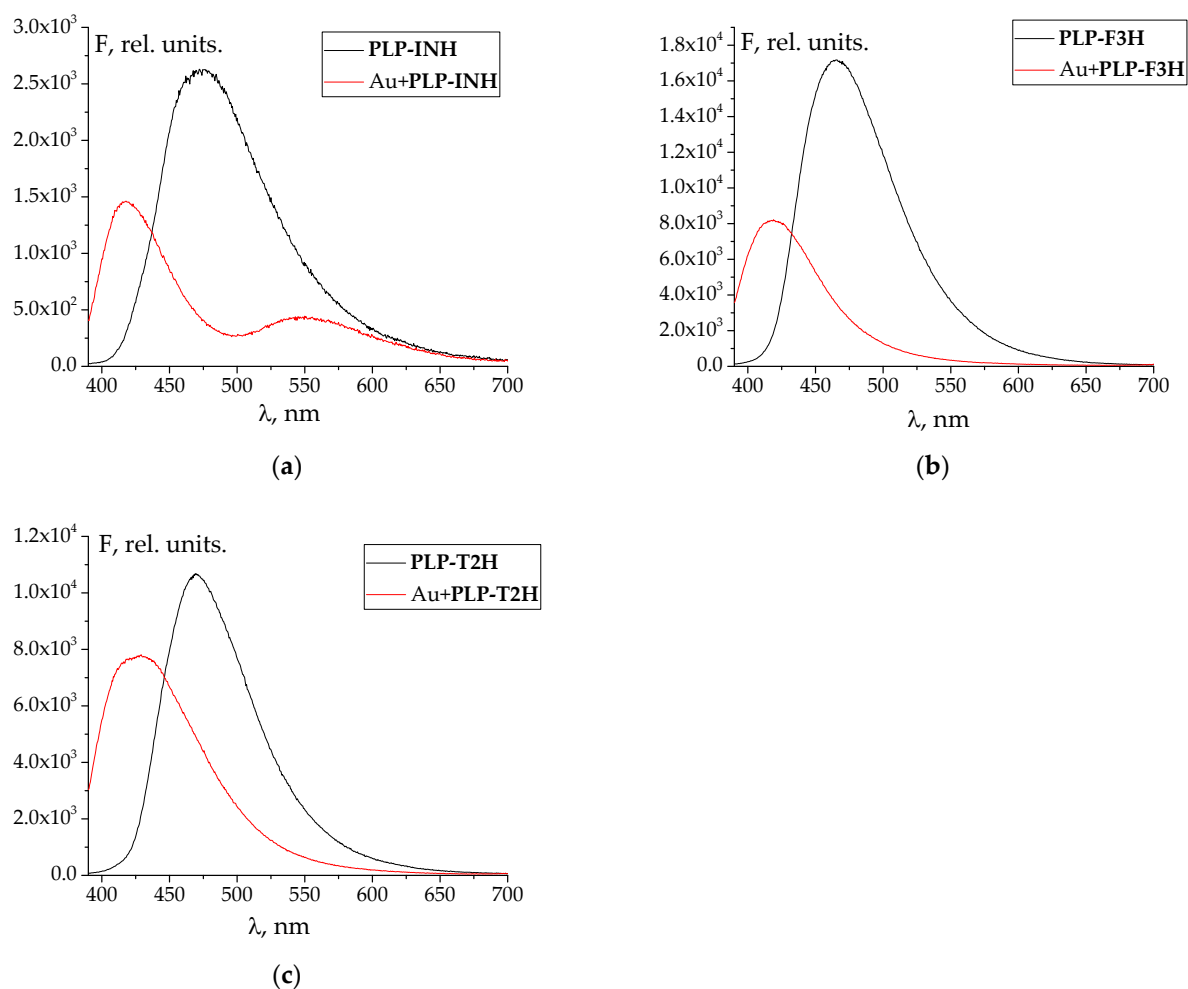 F, rel. units.
PLP-INH
Au+PLP-INH
3.0x10³
2.5x10³
2.0x10³
1.5x10³
1.0x10³
5.0x10²
0.0
400 450 500 550 600 650 700
λ, nm
(a)
F, rel. units.
PLP-F3H
Au+PLP-F3H
1.8x10⁴
1.6x10⁴
1.4x10⁴
1.2x10⁴
1.0x10⁴
8.0x10³
6.0x10³
4.0x10³
2.0x10³
0.0
400 450 500 550 600 650 700
λ, nm
(b)
F, rel. units.
PLP-T2H
Au+PLP-T2H
1.2x10⁴
1.0x10⁴
8.0x10³
6.0x10³
4.0x10³
2.0x10³
0.0
400 450 500 550 600 650 700
λ, nm
(c)